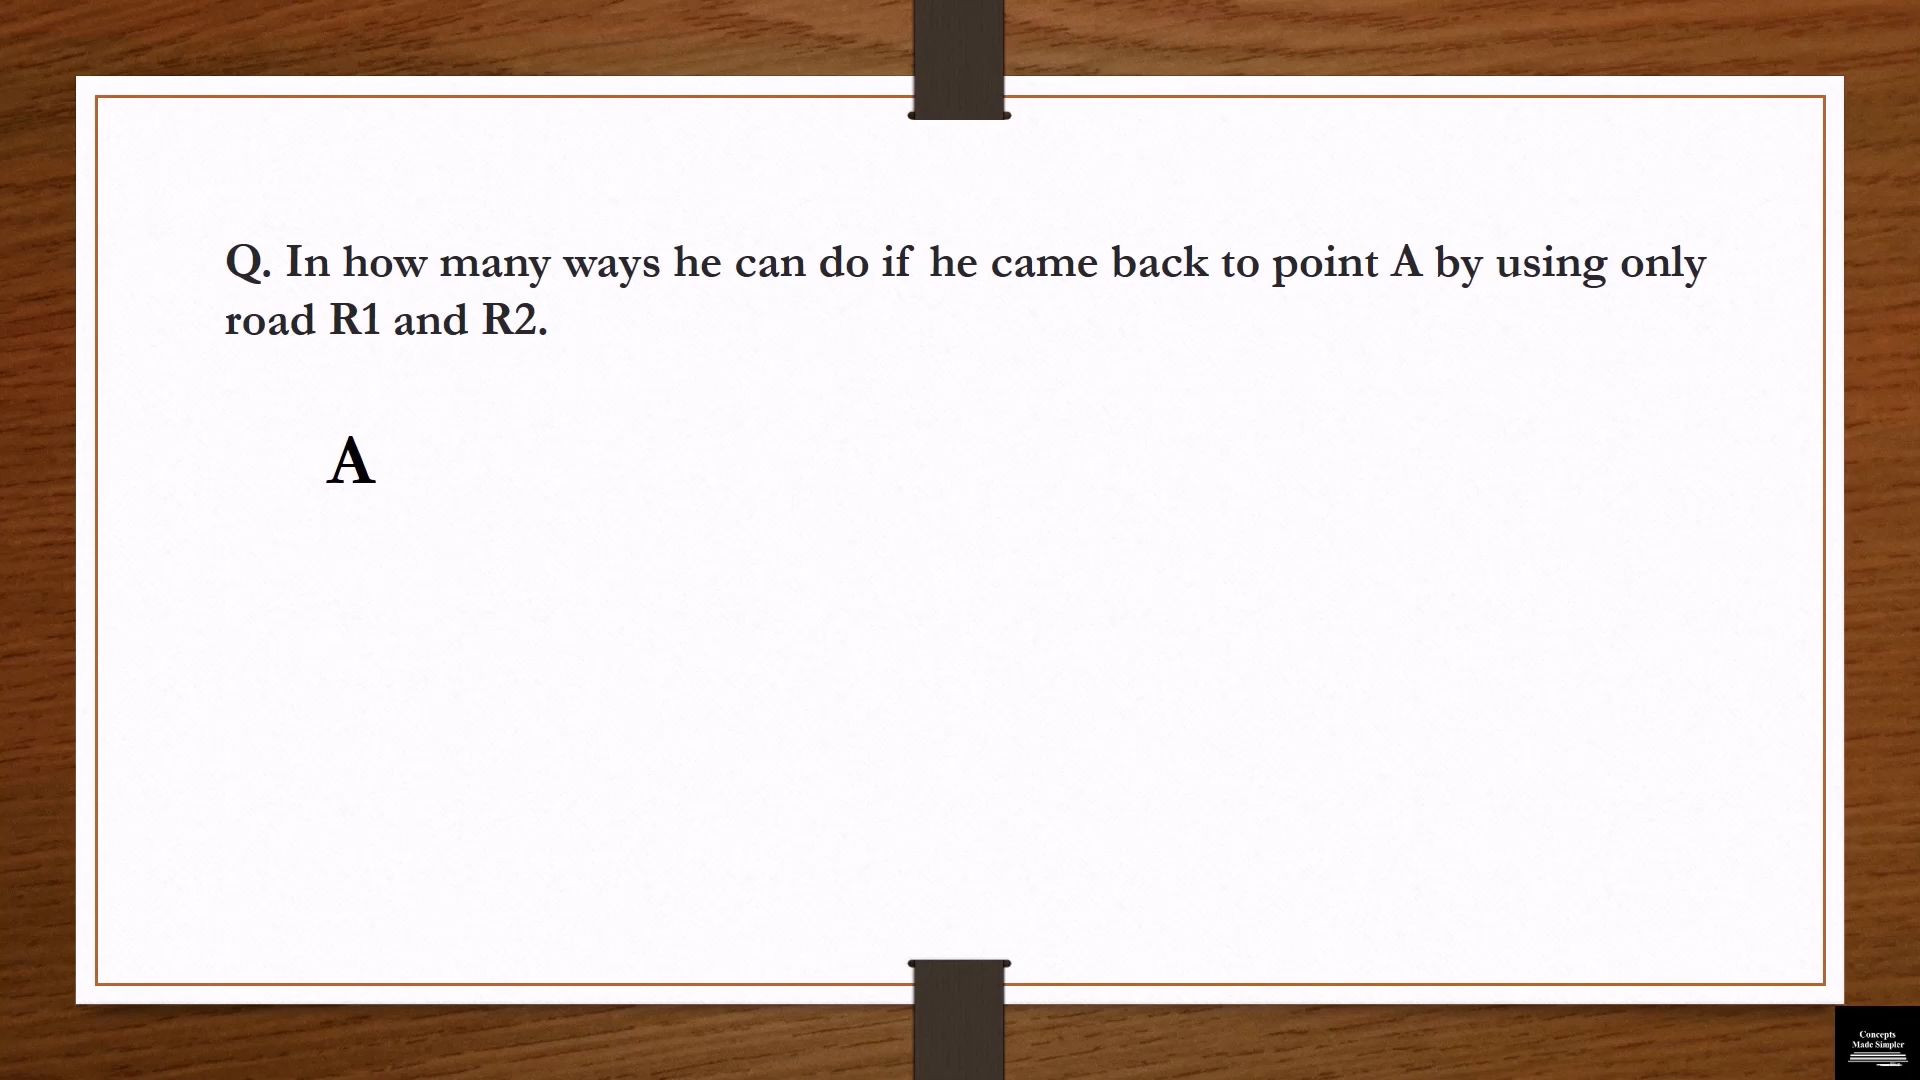 Q. In how many ways he can do if he came back to point A by using only
road R1 and R2.
A
Concepts
Made Simpler